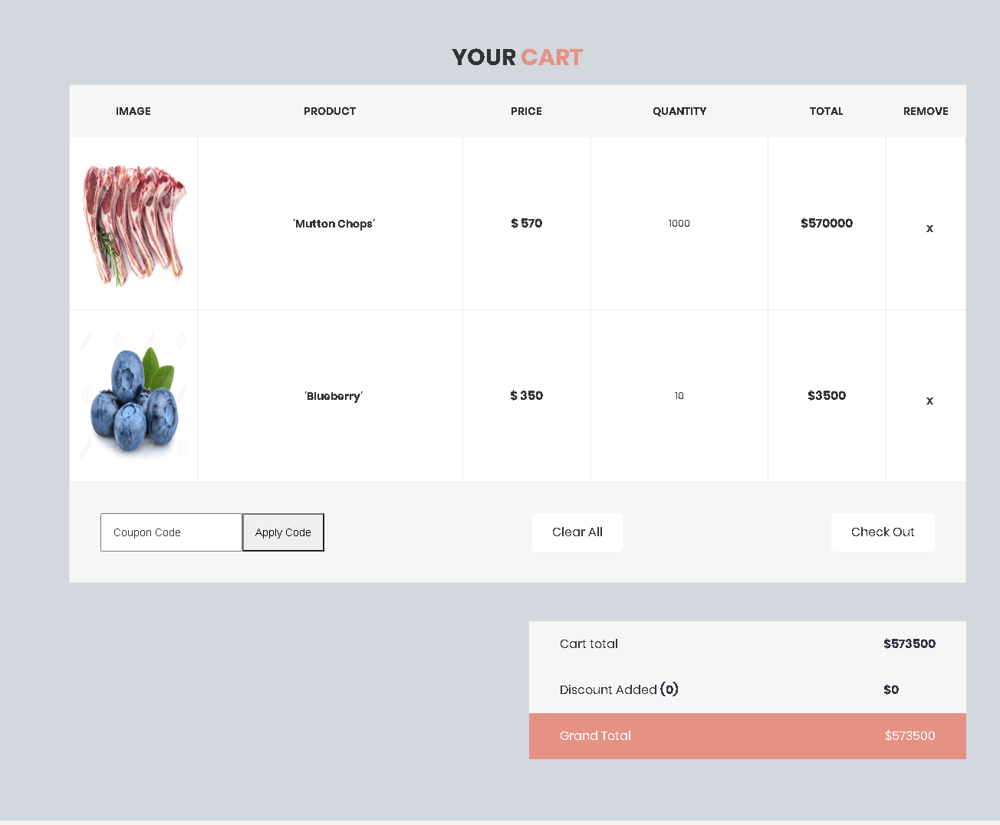 YOUR CART
IMAGE PRODUCT PRICE QUANTITY TOTAL REMOVE
'Mutton Chops' $ 570 1000 $570000 x
'Blueberry' $ 350 10 $3500 x
Coupon Code Apply Code Clear All Check Out
Cart total $573500
Discount Added (0) $0
Grand Total $573500